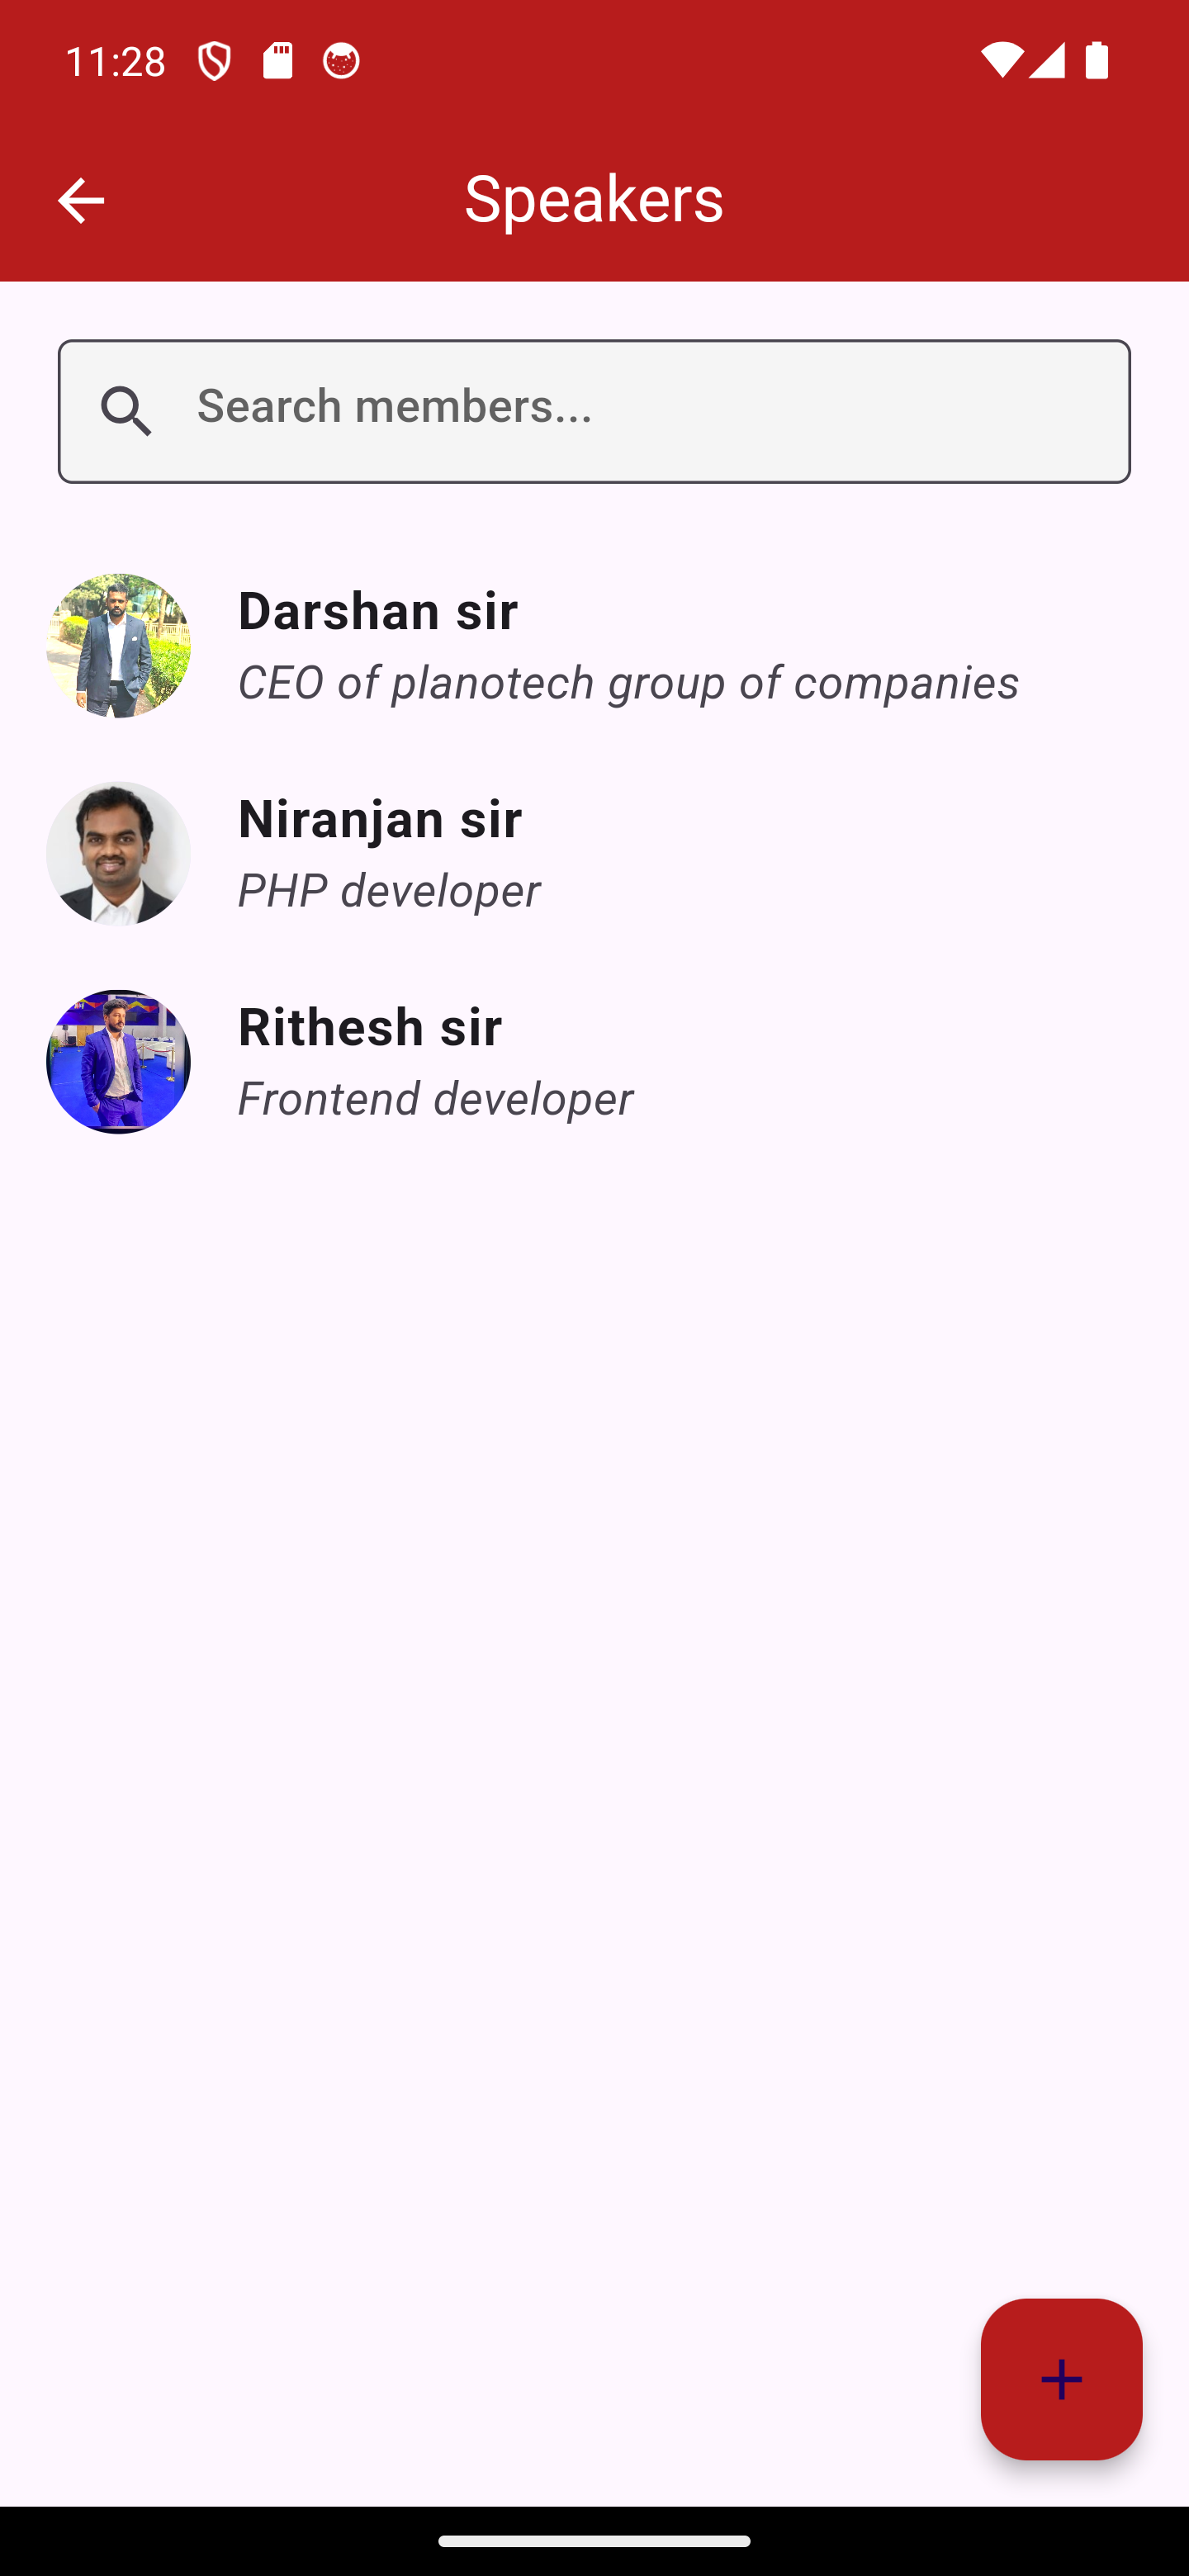 11:28
Speakers
Search members...
Darshan sir
CEO of planotech group of companies
Niranjan sir
PHP developer
Rithesh sir
Frontend developer